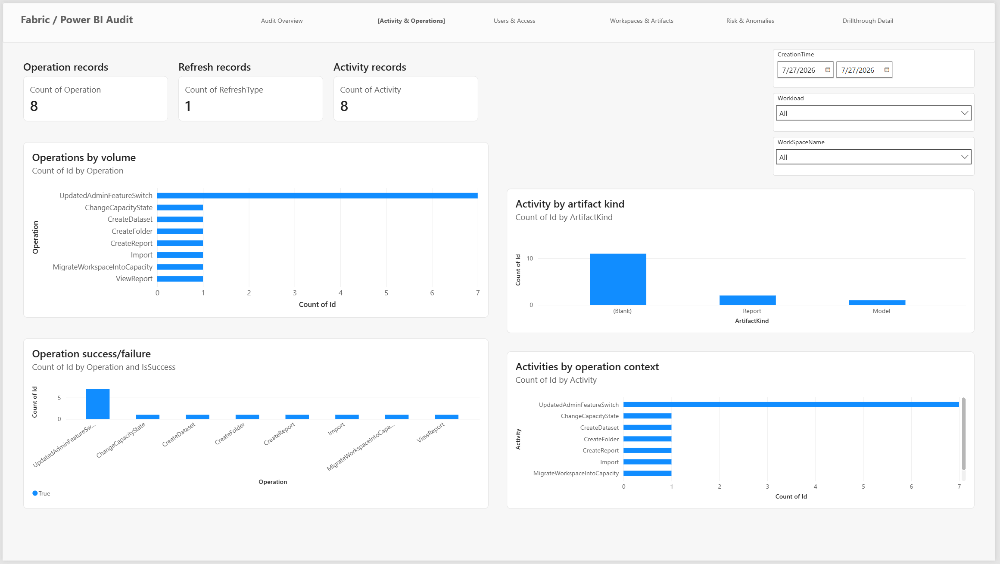 Fabric / Power BI Audit
Audit Overview
[Activity & Operations]
Users & Access
Workspaces & Artifacts
Risk & Anomalies
Drillthrough Detail
Operation records
Count of Operation
8
Refresh records
Count of RefreshType
1
Activity records
Count of Activity
8
CreationTime
7/27/2026
7/27/2026
Workload
All
WorkSpaceName
All
Operations by volume
Count of Id by Operation
Operation
UpdatedAdminFeatureSwitch
ChangeCapacityState
CreateDataset
CreateFolder
CreateReport
Import
MigrateWorkspaceIntoCapacity
ViewReport
0 1 2 3 4 5 6 7
Count of Id
Activity by artifact kind
Count of Id by ArtifactKind
Count of Id
10
0
(Blank) Report Model
ArtifactKind
Operation success/failure
Count of Id by Operation and IsSuccess
Count of Id
5
0
UpdatedAdminFeatureSw...
ChangeCapacityState
CreateDataset
CreateFolder
CreateReport
Import
MigrateWorkspaceIntoCapa...
ViewReport
Operation
True
Activities by operation context
Count of Id by Activity
Activity
UpdatedAdminFeatureSwitch
ChangeCapacityState
CreateDataset
CreateFolder
CreateReport
Import
MigrateWorkspaceIntoCapacity
0 1 2 3 4 5 6 7
Count of Id